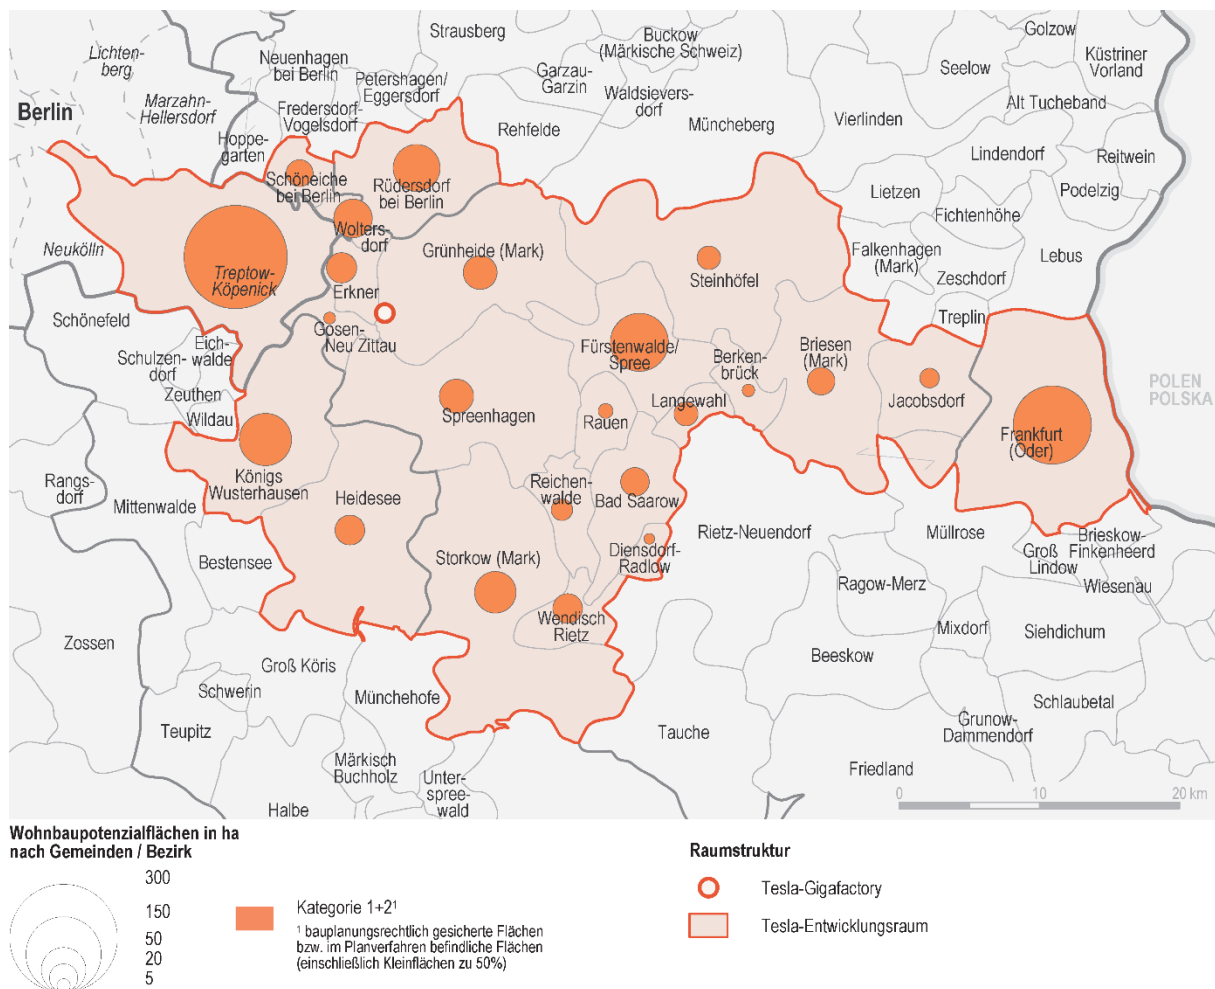 Strausberg
Buckow
(Märkische Schweiz)
Golzow
Küstriner
Vorland
Lichten-
berg
Neuenhagen
bei Berlin
Petershagen/
Eggersdorf
Garzau-
Garzin
Waldsievers-
dorf
Seelow
Berlin
Marzahn-
Hellersdorf
Fredersdorf-
Vogelsdorf
Rehfelde
Müncheberg
Vierlinden
Alt Tucheband
Hoppe-
garten
Lindendorf
Reitwein
Schöneiche
bei Berlin
Rüdersdorf
bei Berlin
Lietzen
Podelzig
Fichtenhöhe
Neukölln
Wolters-
dorf
Grünheide (Mark)
Falkenhagen
(Mark)
Lebus
Treptow-
Köpenick
Erkner
Steinhöfel
Zeschdorf
Schönefeld
Gosen-
Neu Zittau
Treplin
Eich-
walde
Schulzen-
dorf
Fürstenwalde/
Spree
Berken-
brück
Briesen
(Mark)
POLEN
POLSKA
Zeuthen
Wildau
Spreenhagen
Rauen
Langewahl
Jacobsdorf
Frankfurt
(Oder)
Königs
Wusterhausen
Rangs-
dorf
Mittenwalde
Heidesee
Reichen-
walde
Bad Saarow
Rietz-Neuendorf
Müllrose
Brieskow-
Finkenheerd
Groß
Lindow
Bestensee
Storkow (Mark)
Diensdorf-
Radlow
Ragow-Merz
Wiesenau
Wendisch
Rietz
Mixdorf
Siehdichum
Zossen
Groß Köris
Beeskow
Schwerin
Münchehofe
Schlaubetal
Teupitz
Tauche
Grunow-
Dammendorf
Märkisch
Buchholz
Unter-
spree-
wald
Friedland
Halbe
0 10 20 km
Wohnbaupotenzialflächen in ha
nach Gemeinden / Bezirk
300
150
50
20
5
Kategorie 1+2¹
¹ bauplanungsrechtlich gesicherte Flächen
bzw. im Planverfahren befindliche Flächen
(einschließlich Kleinflächen zu 50%)
Raumstruktur
Tesla-Gigafactory
Tesla-Entwicklungsraum